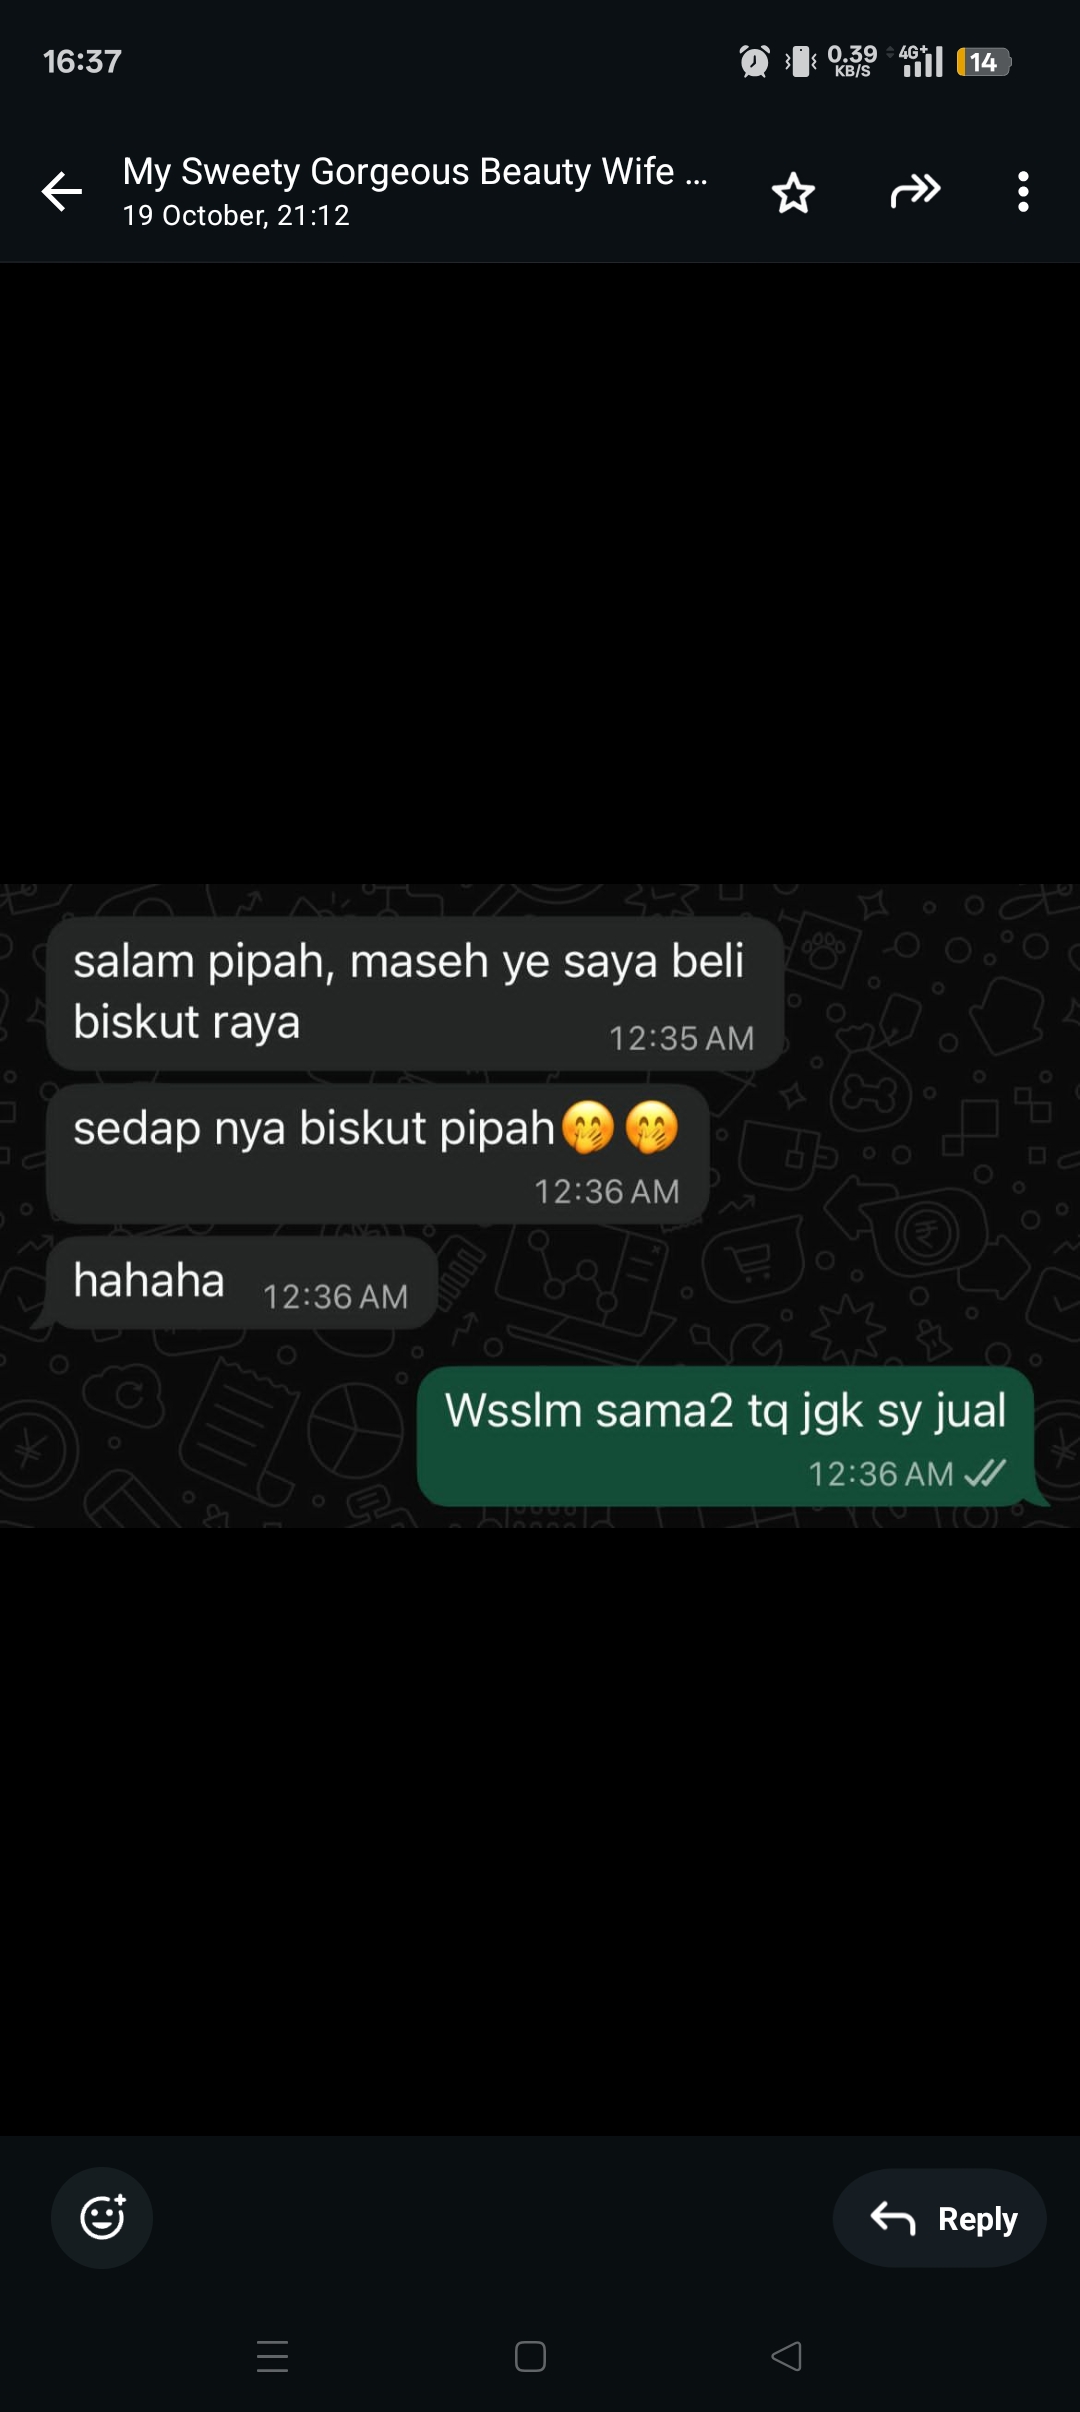 16:37
0.39
KB/S
4G+
14
My Sweety Gorgeous Beauty Wife ...
19 October, 21:12
salam pipah, maseh ye saya beli
biskut raya
12:35 AM
sedap nya biskut pipah🤭🤭
12:36 AM
hahaha 12:36 AM
Wsslm sama2 tq jgk sy jual
12:36 AM
Reply